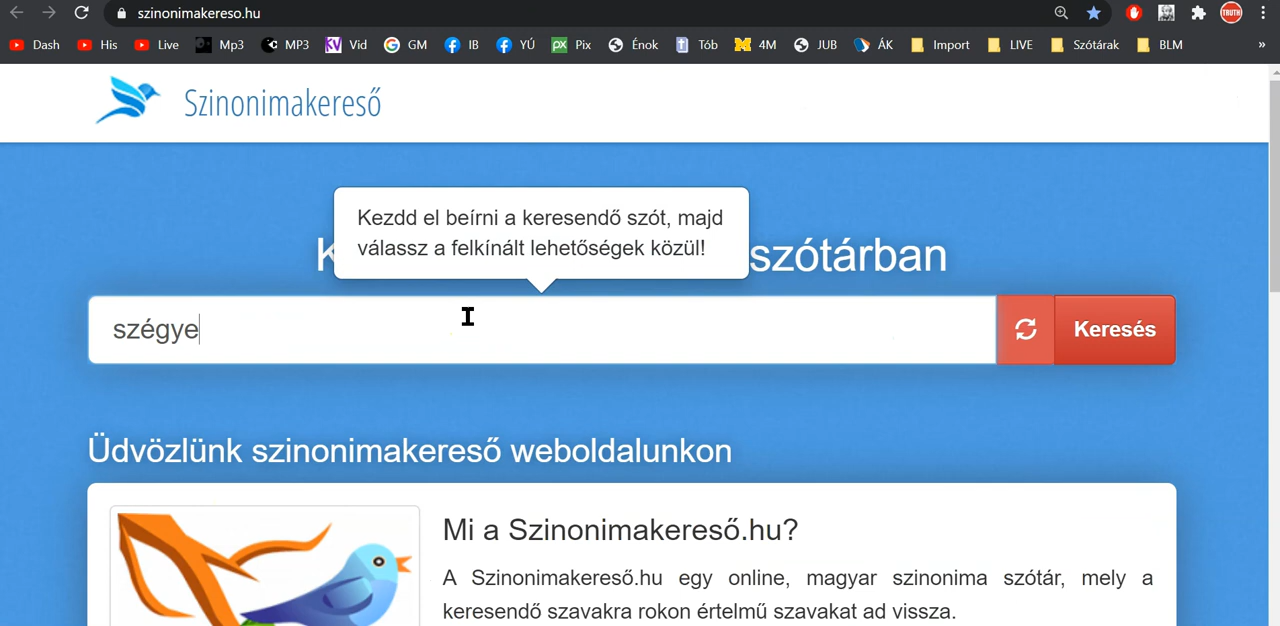 szinonimakereso.hu
TRUTH
Dash His Live Mp3 MP3 Vid GM IB YÚ Pix Énok Tób 4M JUB ÁK Import LIVE Szótárak BLM »
Szinonimakereső
Kezdd el beírni a keresendő szót, majd
válassz a felkínált lehetőségek közül!
K szótárban
szégye
Keresés
Üdvözlünk szinonimakereső weboldalunkon
Mi a Szinonimakereső.hu?
A Szinonimakereső.hu egy online, magyar szinonima szótár, mely a
keresendő szavakra rokon értelmű szavakat ad vissza.